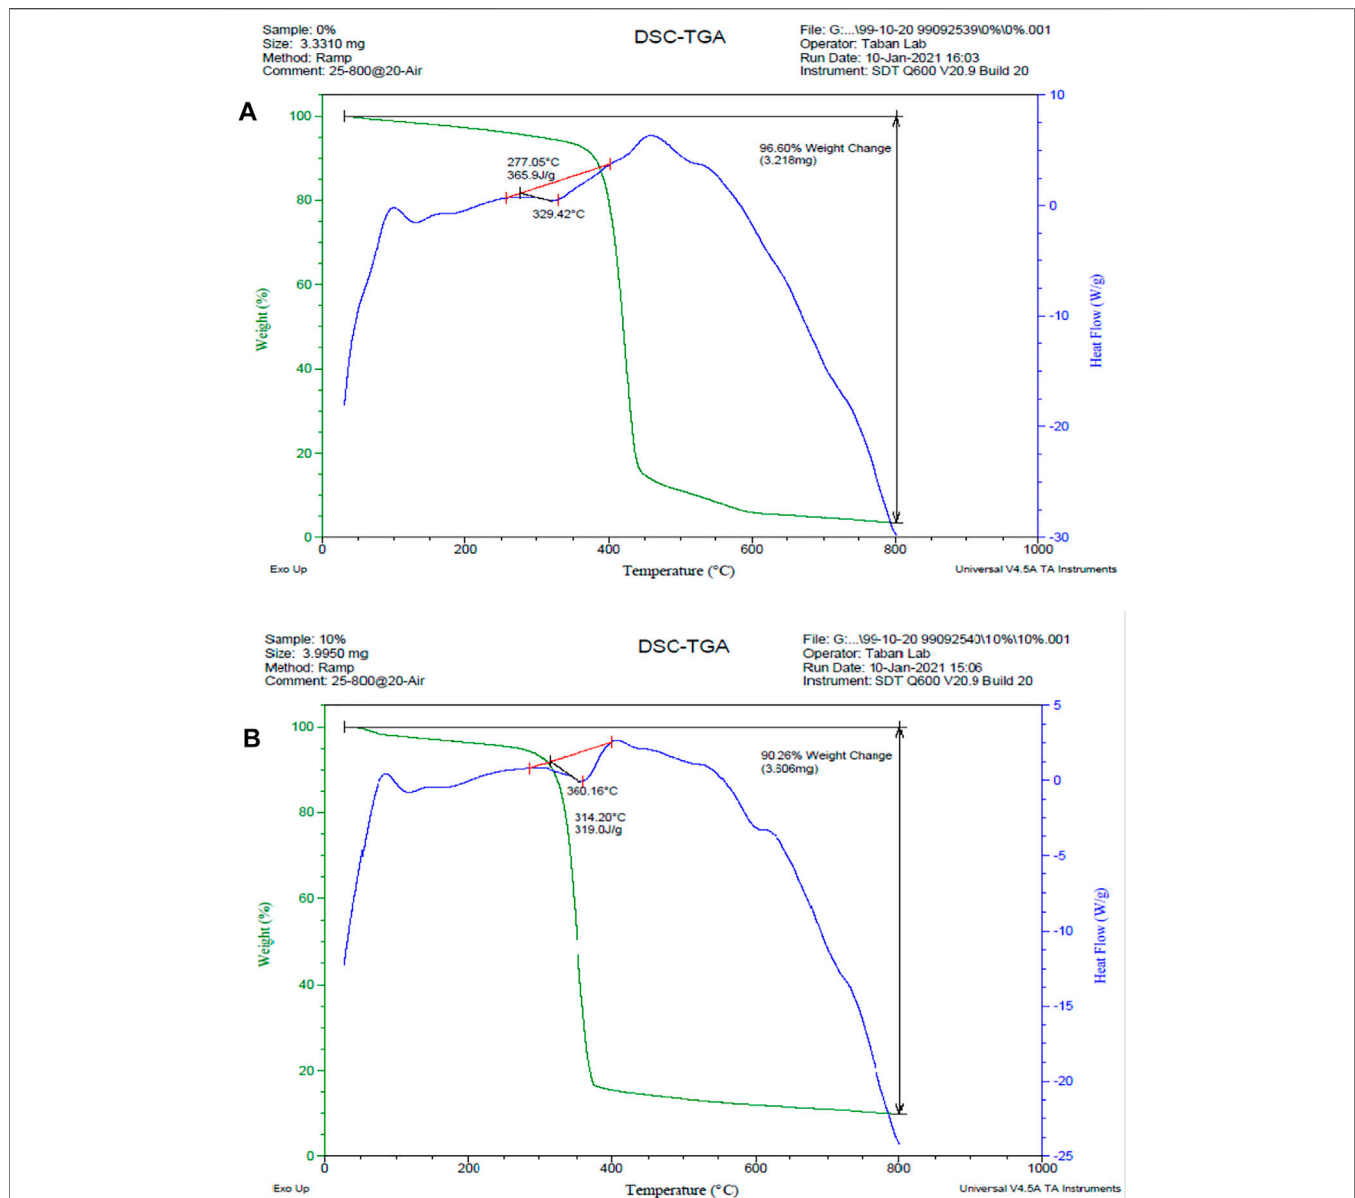 Sample: 0%
Size: 3.3310 mg
Method: Ramp
Comment: 25-800@20-Air
DSC-TGA
File: G:...\99-10-20 99092539\0%\0%.001
Operator: Taban Lab
Run Date: 10-Jan-2021 16:03
Instrument: SDT Q600 V20.9 Build 20
A
100
80
60
40
20
0
Weight (%)
10
0
-10
-20
-30
Heat Flow (W/g)
96.60% Weight Change
(3.218mg)
277.05°C
365.9J/g
329.42°C
0
200
400
600
800
1000
Exo Up
Temperature (°C)
Universal V4.5A TA Instruments
Sample: 10%
Size: 3.9950 mg
Method: Ramp
Comment: 25-800@20-Air
DSC-TGA
File: G:...\99-10-20 99092540\10%\10%.001
Operator: Taban Lab
Run Date: 10-Jan-2021 15:06
Instrument: SDT Q600 V20.9 Build 20
B
100
80
60
40
20
0
Weight (%)
5
0
-5
-10
-15
-20
-25
Heat Flow (W/g)
90.26% Weight Change
(3.606mg)
360.16°C
314.20°C
319.0J/g
0
200
400
600
800
1000
Exo Up
Temperature (°C)
Universal V4.5A TA Instruments